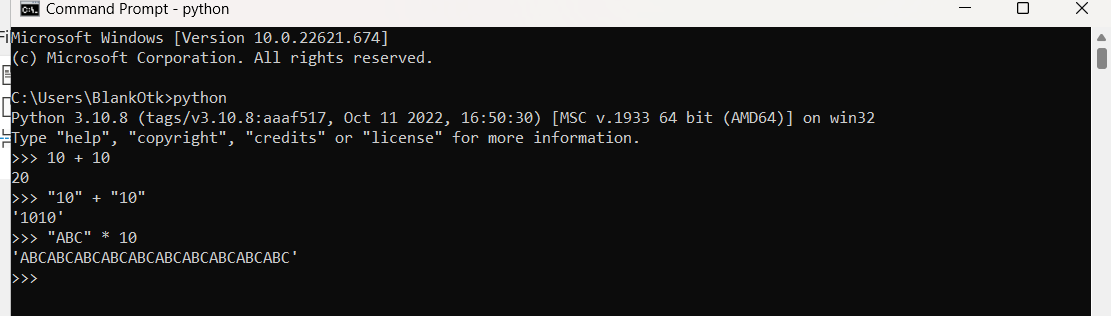 Command Prompt - python
Microsoft Windows [Version 10.0.22621.674]
(c) Microsoft Corporation. All rights reserved.
C:\Users\BlankOtk>python
Python 3.10.8 (tags/v3.10.8:aaaf517, Oct 11 2022, 16:50:30) [MSC v.1933 64 bit (AMD64)] on win32
Type "help", "copyright", "credits" or "license" for more information.
>>> 10 + 10
20
>>> "10" + "10"
'1010'
>>> "ABC" * 10
'ABCABCABCABCABCABCABCABCABCABC'
>>>